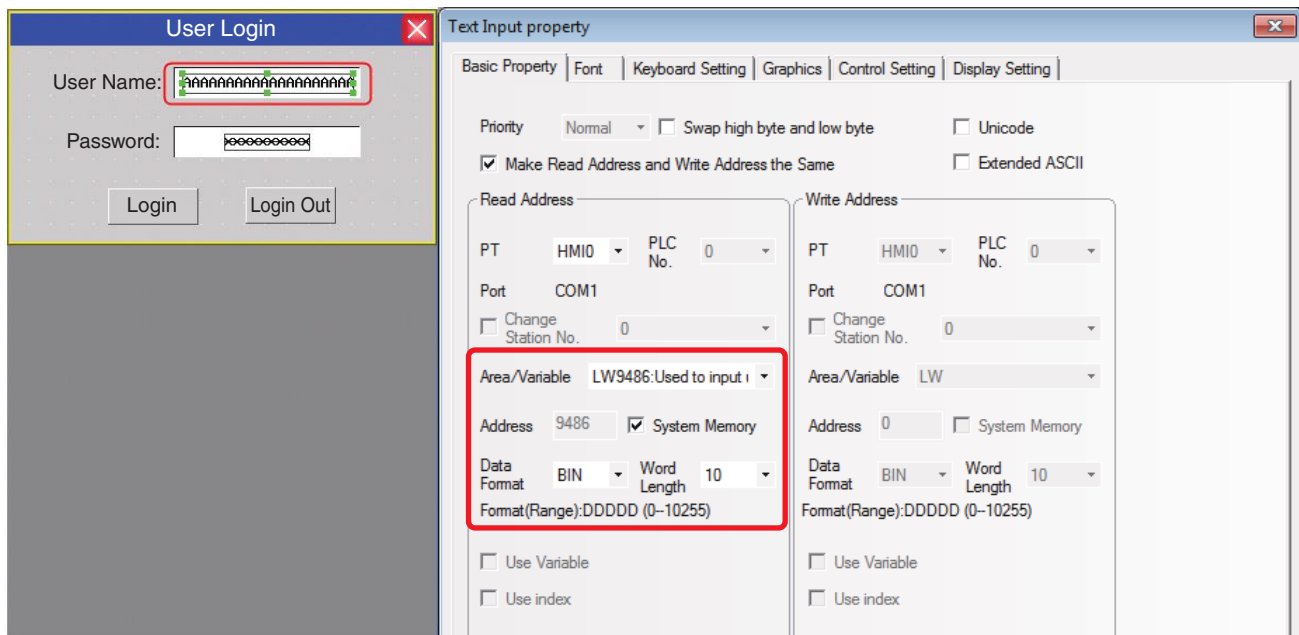 User Login
User Name: AAAAAAAAAAAAAAAAAAAA
Password:
Login Login Out
Text Input property
Basic Property Font Keyboard Setting Graphics Control Setting Display Setting
Priority Normal Swap high byte and low byte Unicode
Make Read Address and Write Address the Same Extended ASCII
Read Address
PT HMI0 PLC No. 0
Port COM1
Change Station No. 0
Area/Variable LW9486:Used to input
Address 9486 System Memory
Data Format BIN Word Length 10
Format(Range):DDDDD (0--10255)
Use Variable
Use index
Write Address
PT HMI0 PLC No. 0
Port COM1
Change Station No. 0
Area/Variable LW
Address 0 System Memory
Data Format BIN Word Length 10
Format(Range):DDDDD (0--10255)
Use Variable
Use index